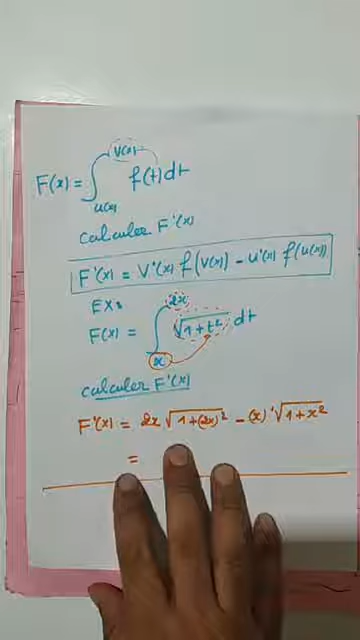 F(x) = ∫_{u(x)}^{v(x)} f(t)dt
calculer F'(x)
F'(x) = V'(x) f(V(x)) - u'(x) f(u(x))
EX:
F(x) = ∫_{x}^{2x} √(1+t²) dt
calculer F'(x)
F'(x) = 2x √(1+(2x)²) - (x)' √(1+x²)
=